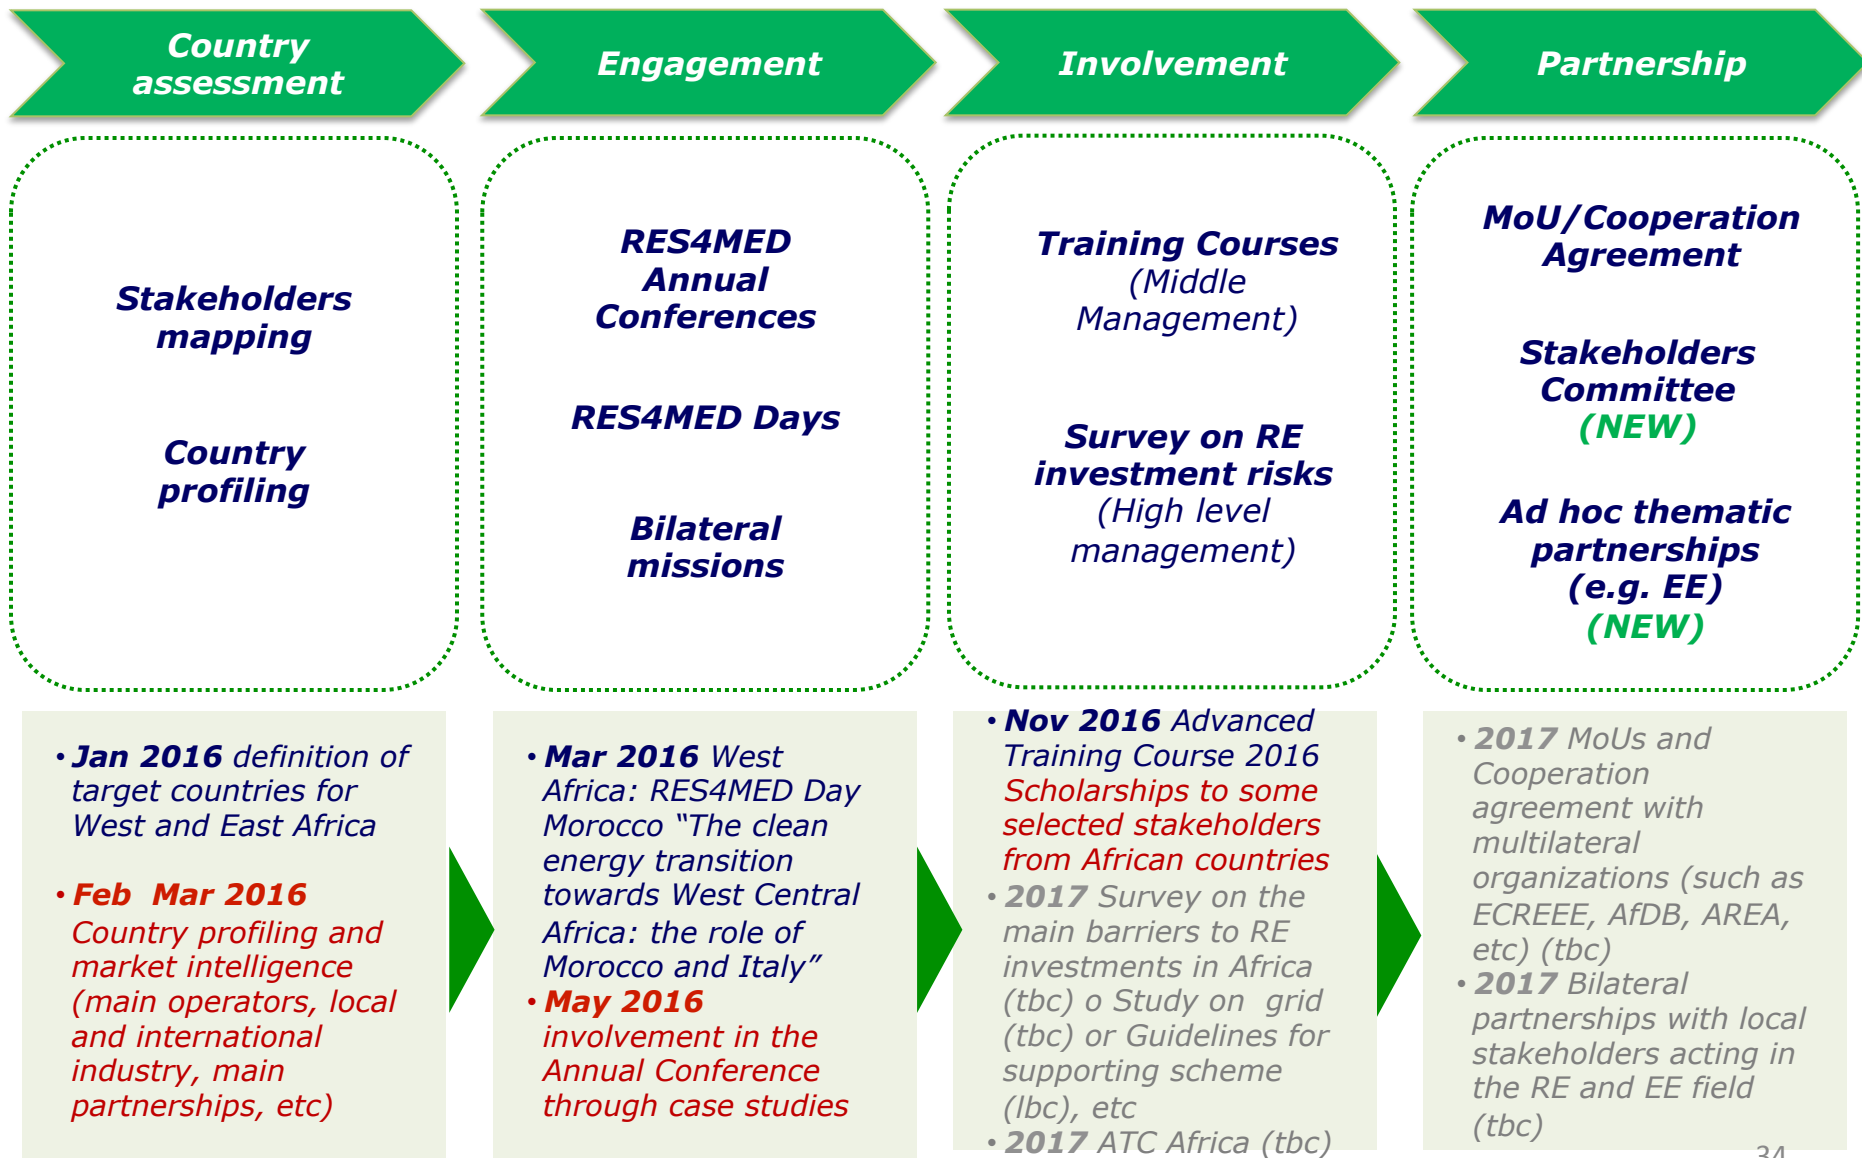 Country
assessment
Engagement
Involvement
Partnership
Stakeholders
mapping
Country
profiling
RES4MED
Annual
Conferences
RES4MED Days
Bilateral
missions
Training Courses
(Middle
Management)
Survey on RE
investment risks
(High level
management)
MoU/Cooperation
Agreement
Stakeholders
Committee
(NEW)
Ad hoc thematic
partnerships
(e.g. EE)
(NEW)
• Jan 2016 definition of
target countries for
West and East Africa
• Feb  Mar 2016
Country profiling and
market intelligence
(main operators, local
and international
industry, main
partnerships, etc)
• Mar 2016 West
Africa: RES4MED Day
Morocco “The clean
energy transition
towards West Central
Africa: the role of
Morocco and Italy”
• May 2016
involvement in the
Annual Conference
through case studies
• Nov 2016 Advanced
Training Course 2016
Scholarships to some
selected stakeholders
from African countries
• 2017 Survey on the
main barriers to RE
investments in Africa
(tbc) o Study on  grid
(tbc) or Guidelines for
supporting scheme
(lbc), etc
• 2017 ATC Africa (tbc)
• 2017 MoUs and
Cooperation
agreement with
multilateral
organizations (such as
ECREEE, AfDB, AREA,
etc) (tbc)
• 2017 Bilateral
partnerships with local
stakeholders acting in
the RE and EE field
(tbc)
34